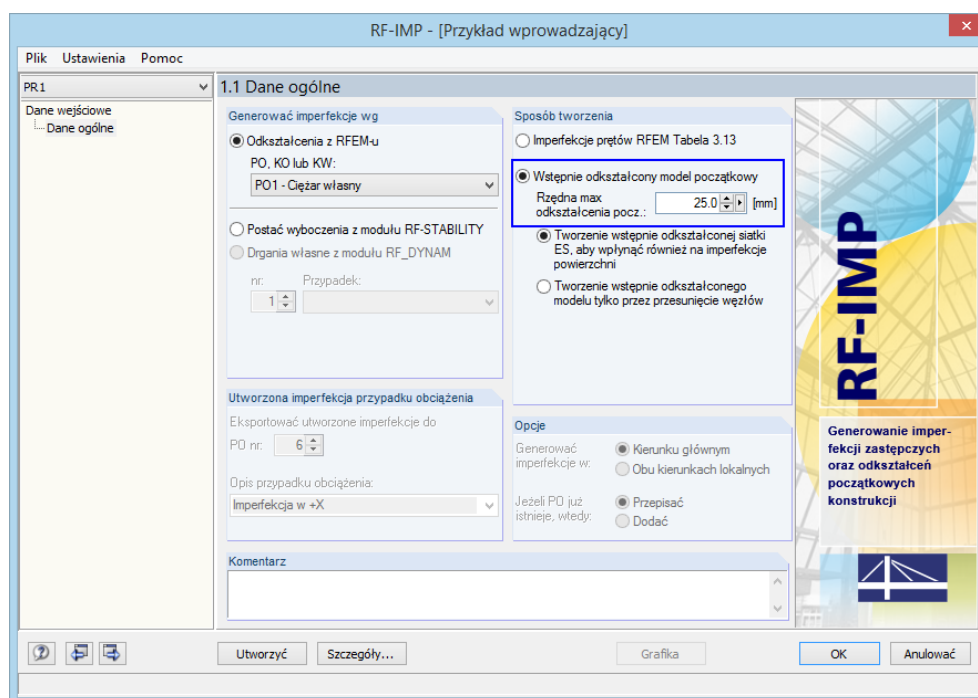 RF-IMP - [Przykład wprowadzający]
Plik Ustawienia Pomoc
PR1
Dane wejściowe
Dane ogólne
1.1 Dane ogólne
Generować imperfekcje wg
Odkształcenia z RFEM-u
PO, KO lub KW:
PO1 - Ciężar własny
Postać wyboczenia z modułu RF-STABILITY
Drgania własne z modułu RF_DYNAM
nr: Przypadek:
1
Sposób tworzenia
Imperfekcje prętów RFEM Tabela 3.13
Wstępnie odkształcony model początkowy
Rzędna max
odkształcenia pocz.: 25.0 [mm]
Tworzenie wstępnie odkształconej siatki
ES, aby wpłynąć również na imperfekcje
powierzchni
Tworzenie wstępnie odkształconego
modelu tylko przez przesunięcie węzłów
Utworzona imperfekcja przypadku obciążenia
Eksportować utworzone imperfekcje do
PO nr: 6
Opis przypadku obciążenia:
Imperfekcja w +X
Opcje
Generować
imperfekcje w:
Kierunku głównym
Obu kierunkach lokalnych
Jeżeli PO już
istnieje, wtedy:
Przepisać
Dodać
Komentarz
RF-IMP
Generowanie imper-
fekcji zastępczych
oraz odkształceń
początkowych
konstrukcji
Utworzyć Szczegóły... Grafika OK Anulować